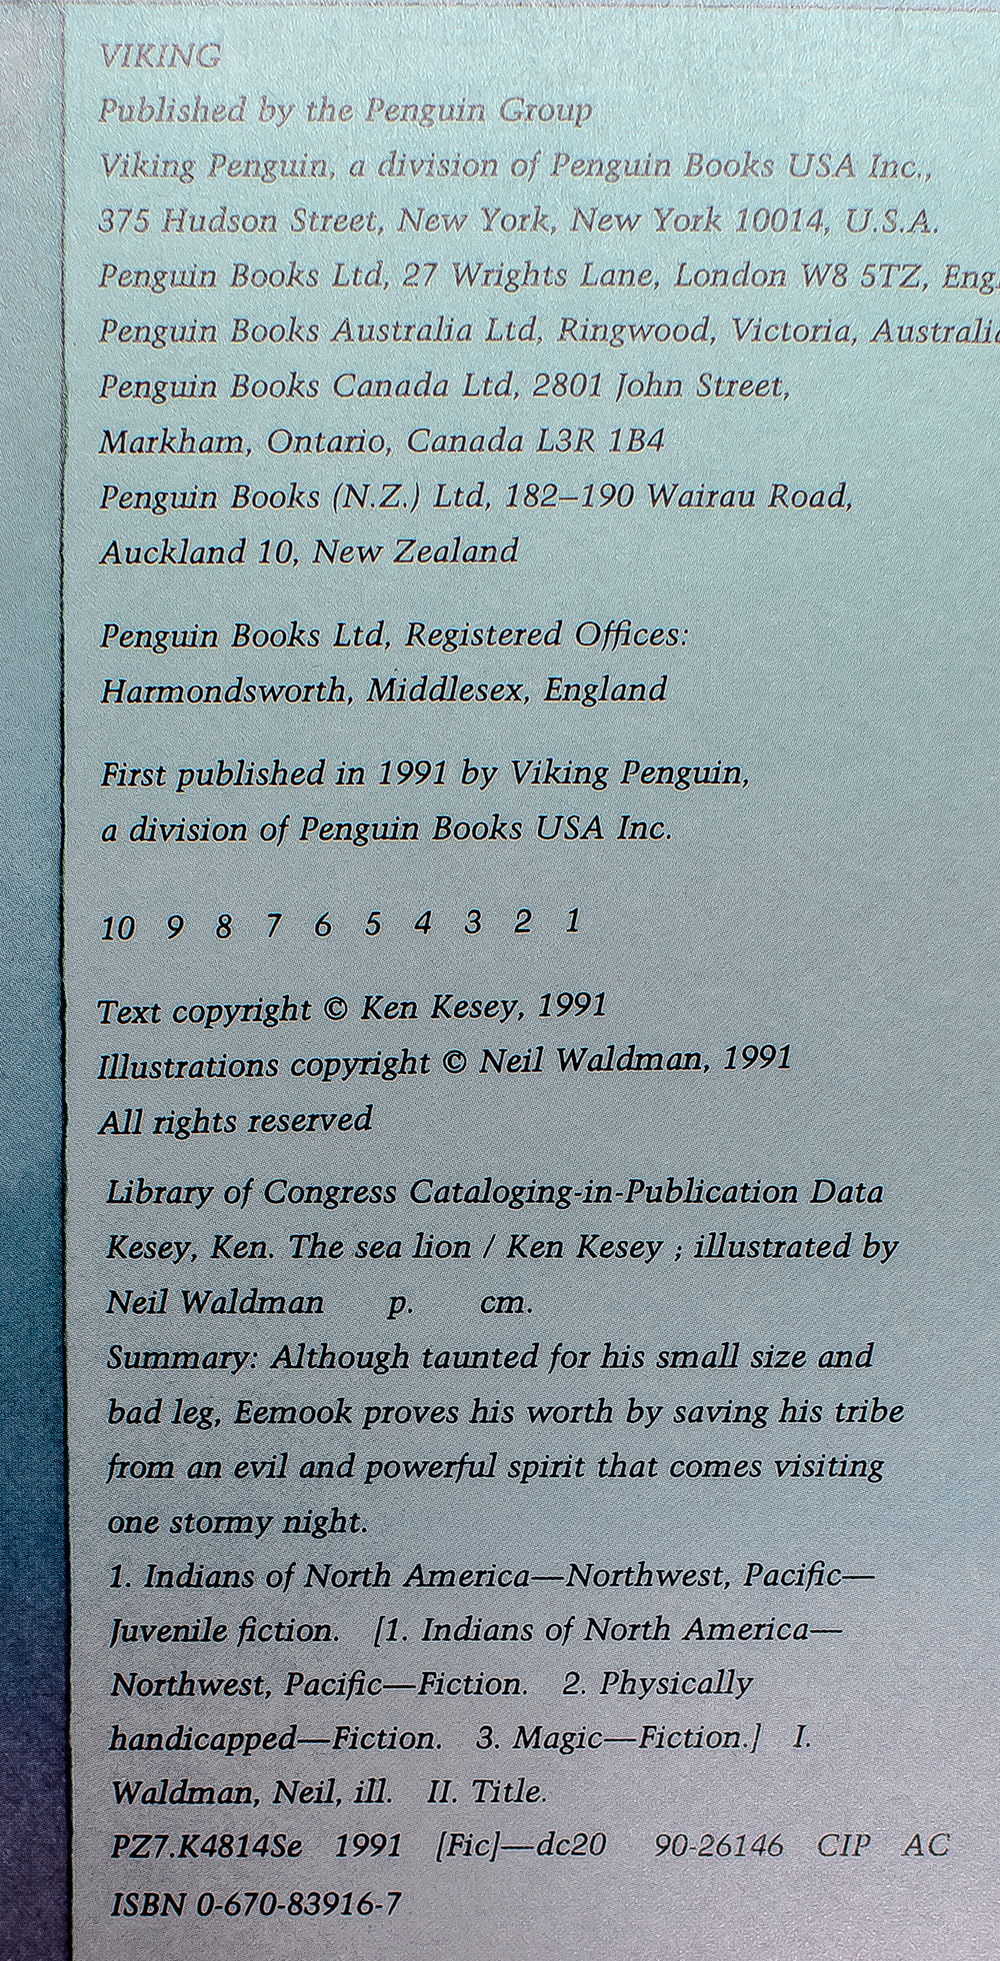 VIKING
Published by the Penguin Group
Viking Penguin, a division of Penguin Books USA Inc.,
375 Hudson Street, New York, New York 10014, U.S.A.
Penguin Books Ltd, 27 Wrights Lane, London W8 5TZ, Engl
Penguin Books Australia Ltd, Ringwood, Victoria, Australia
Penguin Books Canada Ltd, 2801 John Street,
Markham, Ontario, Canada L3R 1B4
Penguin Books (N.Z.) Ltd, 182–190 Wairau Road,
Auckland 10, New Zealand
Penguin Books Ltd, Registered Offices:
Harmondsworth, Middlesex, England
First published in 1991 by Viking Penguin,
a division of Penguin Books USA Inc.
10 9 8 7 6 5 4 3 2 1
Text copyright © Ken Kesey, 1991
Illustrations copyright © Neil Waldman, 1991
All rights reserved
Library of Congress Cataloging-in-Publication Data
Kesey, Ken. The sea lion / Ken Kesey ; illustrated by
Neil Waldman p. cm.
Summary: Although taunted for his small size and
bad leg, Eemook proves his worth by saving his tribe
from an evil and powerful spirit that comes visiting
one stormy night.
1. Indians of North America—Northwest, Pacific—
Juvenile fiction. [1. Indians of North America—
Northwest, Pacific—Fiction. 2. Physically
handicapped—Fiction. 3. Magic—Fiction.] I.
Waldman, Neil, ill. II. Title.
PZ7.K4814Se 1991 [Fic]—dc20 90-26146 CIP AC
ISBN 0-670-83916-7